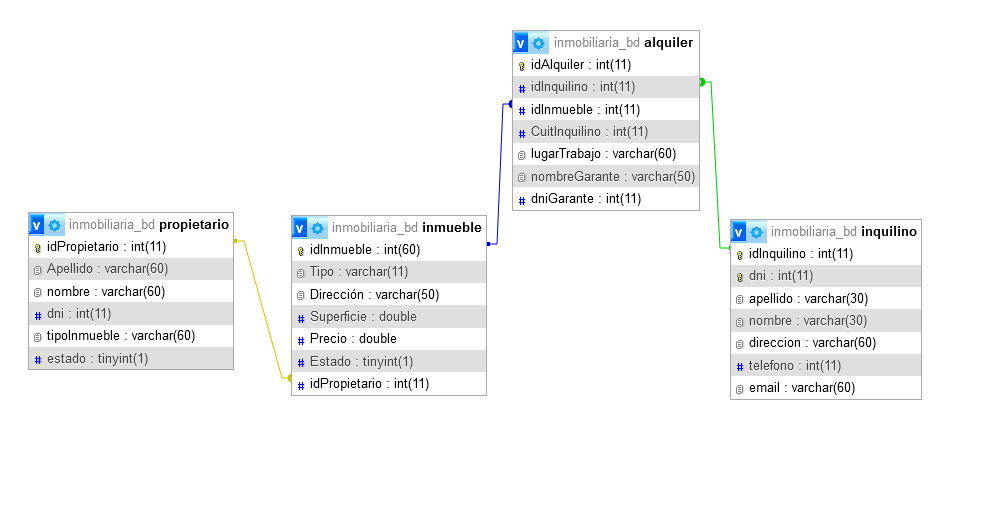 v inmobiliaria_bd alquiler
idAlquiler : int(11)
# idInquilino : int(11)
# idInmueble : int(11)
# CuitInquilino : int(11)
lugarTrabajo : varchar(60)
nombreGarante : varchar(50)
# dniGarante : int(11)
v inmobiliaria_bd propietario
idPropietario : int(11)
Apellido : varchar(60)
nombre : varchar(60)
# dni : int(11)
tipoInmueble : varchar(60)
# estado : tinyint(1)
v inmobiliaria_bd inmueble
idInmueble : int(60)
Tipo : varchar(11)
Dirección : varchar(50)
# Superficie : double
# Precio : double
# Estado : tinyint(1)
# idPropietario : int(11)
v inmobiliaria_bd inquilino
idInquilino : int(11)
dni : int(11)
apellido : varchar(30)
nombre : varchar(30)
direccion : varchar(60)
# telefono : int(11)
email : varchar(60)